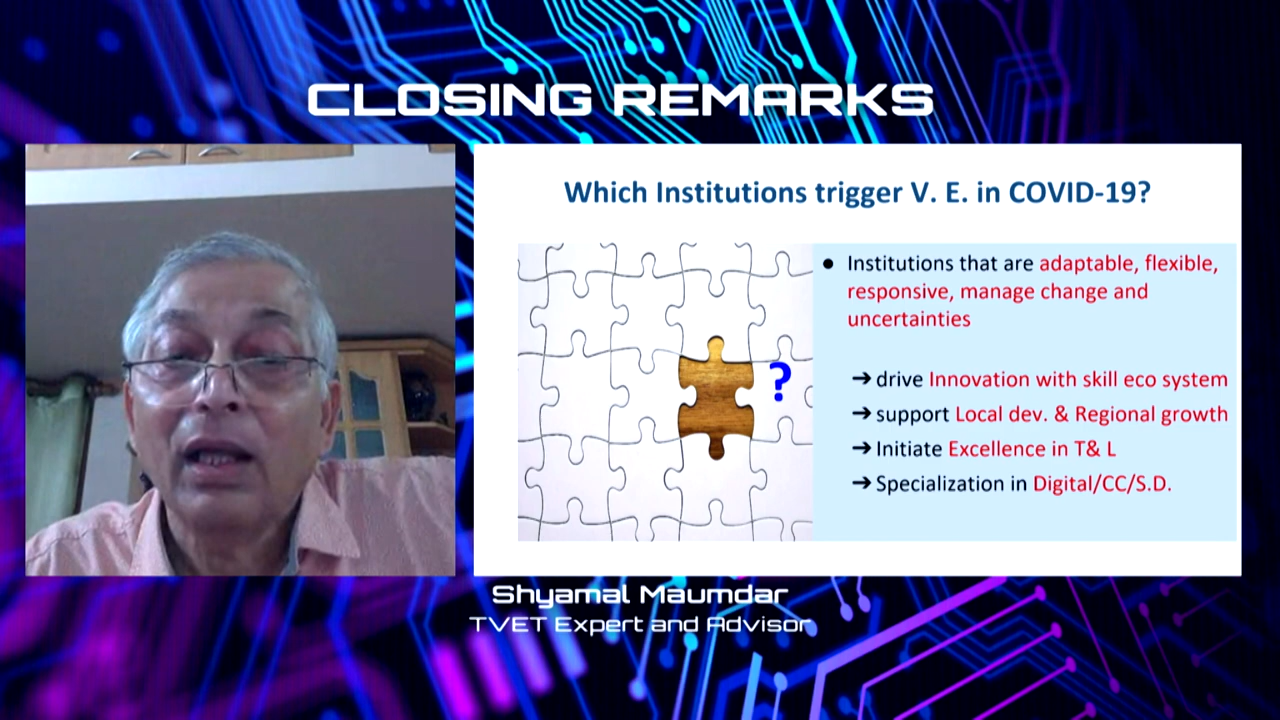 CLOSING REMARKS
Which Institutions trigger V. E. in COVID-19?
● Institutions that are adaptable, flexible,
responsive, manage change and
uncertainties
?
➔ drive Innovation with skill eco system
➔ support Local dev. & Regional growth
➔ Initiate Excellence in T& L
➔ Specialization in Digital/CC/S.D.
Shyamal Maumdar
TVET Expert and Advisor